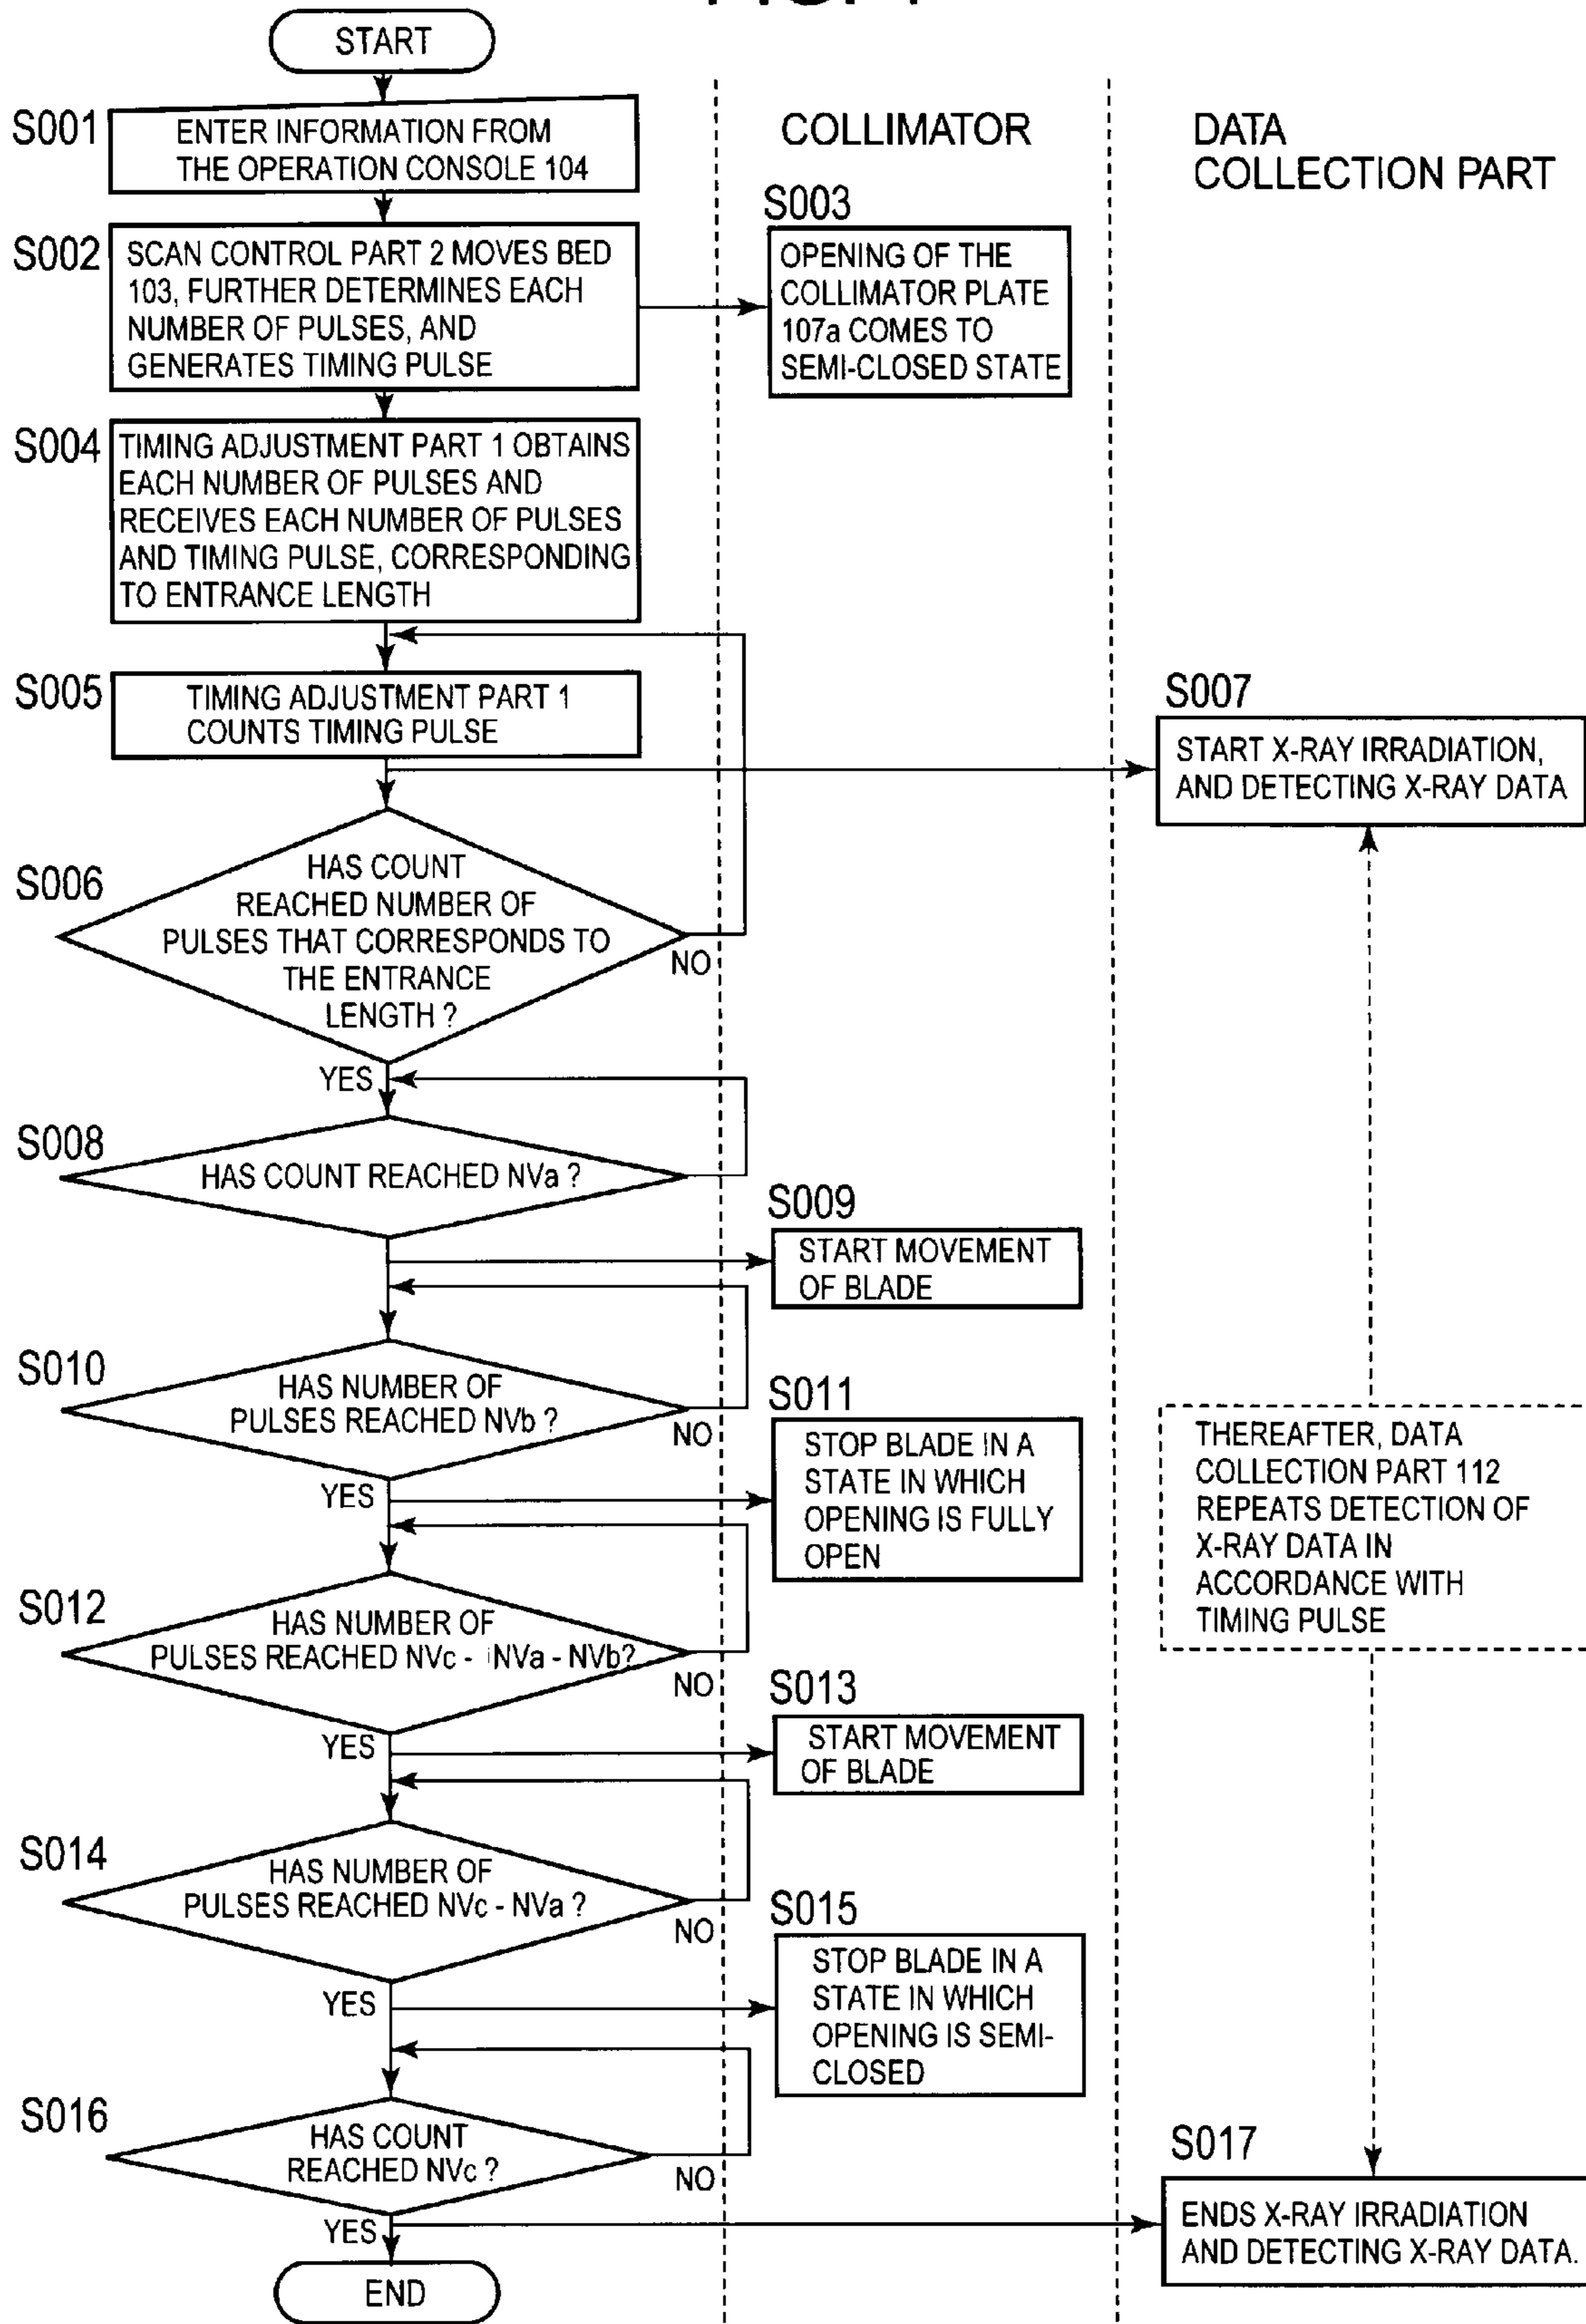 START
S001
ENTER INFORMATION FROM
THE OPERATION CONSOLE 104
COLLIMATOR
DATA
COLLECTION PART
S002
SCAN CONTROL PART 2 MOVES BED
103, FURTHER DETERMINES EACH
NUMBER OF PULSES, AND
GENERATES TIMING PULSE
S003
OPENING OF THE
COLLIMATOR PLATE
107a COMES TO
SEMI-CLOSED STATE
S004
TIMING ADJUSTMENT PART 1 OBTAINS
EACH NUMBER OF PULSES AND
RECEIVES EACH NUMBER OF PULSES
AND TIMING PULSE, CORRESPONDING
TO ENTRANCE LENGTH
S005
TIMING ADJUSTMENT PART 1
COUNTS TIMING PULSE
S007
START X-RAY IRRADIATION,
AND DETECTING X-RAY DATA
S006
HAS COUNT
REACHED NUMBER OF
PULSES THAT CORRESPONDS TO
THE ENTRANCE
LENGTH ?
NO
YES
S008
HAS COUNT REACHED NVa ?
S009
START MOVEMENT
OF BLADE
S010
HAS NUMBER OF
PULSES REACHED NVb ?
NO
YES
S011
STOP BLADE IN A
STATE IN WHICH
OPENING IS FULLY
OPEN
THEREAFTER, DATA
COLLECTION PART 112
REPEATS DETECTION OF
X-RAY DATA IN
ACCORDANCE WITH
TIMING PULSE
S012
HAS NUMBER OF
PULSES REACHED NVc - NVa - NVb?
NO
YES
S013
START MOVEMENT
OF BLADE
S014
HAS NUMBER OF
PULSES REACHED NVc - NVa ?
NO
YES
S015
STOP BLADE IN A
STATE IN WHICH
OPENING IS SEMI-
CLOSED
S016
HAS COUNT
REACHED NVc ?
NO
YES
S017
ENDS X-RAY IRRADIATION
AND DETECTING X-RAY DATA.
END